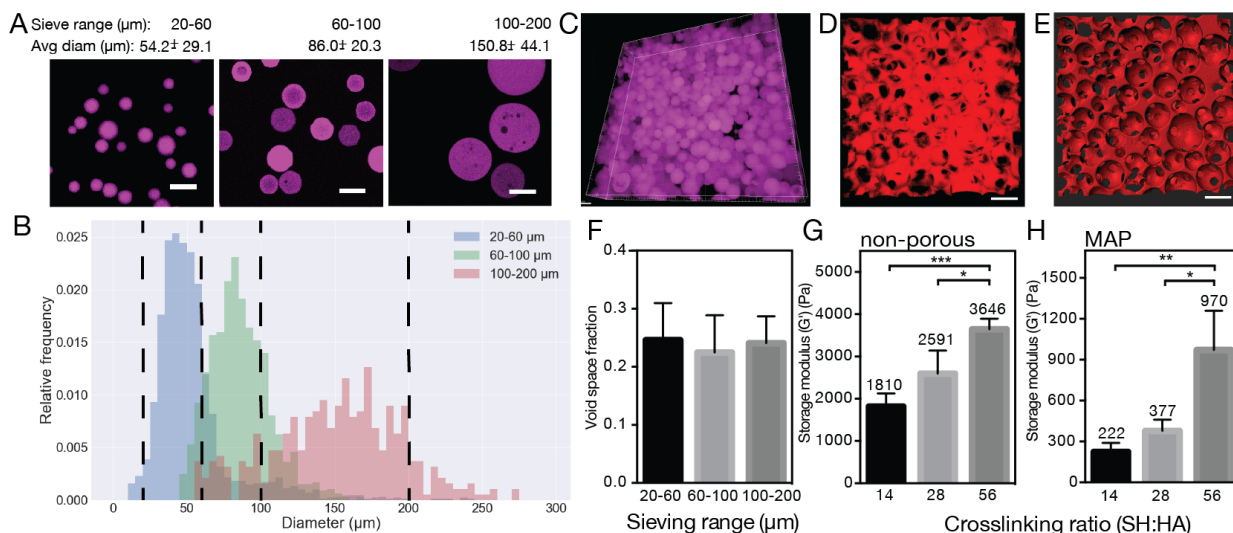 A
Sieve range (µm): 20-60 60-100 100-200
Avg diam (µm): 54.2± 29.1 86.0± 20.3 150.8± 44.1
C
D
E
B
0.025
0.020
0.015
0.010
0.005
0.000
Relative frequency
20-60 µm
60-100 µm
100-200 µm
0 50 100 150 200 250 300
Diameter (µm)
F
0.4
0.3
0.2
0.1
0.0
Void space fraction
20-60 60-100 100-200
Sieving range (µm)
G
non-porous
5000
4000
3000
2000
1000
0
Storage modulus (G') (Pa)
***
*
1810
2591
3646
14 28 56
H
MAP
1500
1200
900
600
300
0
Storage modulus (G') (Pa)
**
*
222
377
970
14 28 56
Crosslinking ratio (SH:HA)